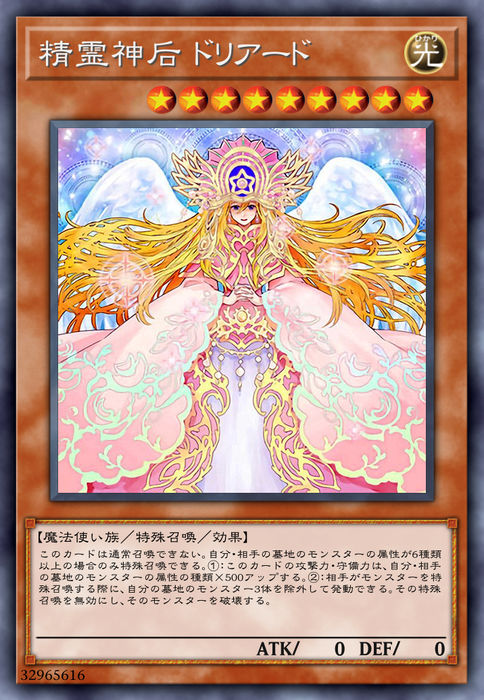 精霊神后 ドリアード
ひかり
光
【魔法使い族／特殊召喚／効果】
このカードは通常召喚できない。自分・相手の墓地のモンスターの属性が6種類
以上の場合のみ特殊召喚できる。①：このカードの攻撃力・守備力は、自分・相手
の墓地のモンスターの属性の種類×500アップする。②：相手がモンスターを特
殊召喚する際に、自分の墓地のモンスター3体を除外して発動できる。その特殊
召喚を無効にし、そのモンスターを破壊する。
ATK/ 0 DEF/ 0
32965616